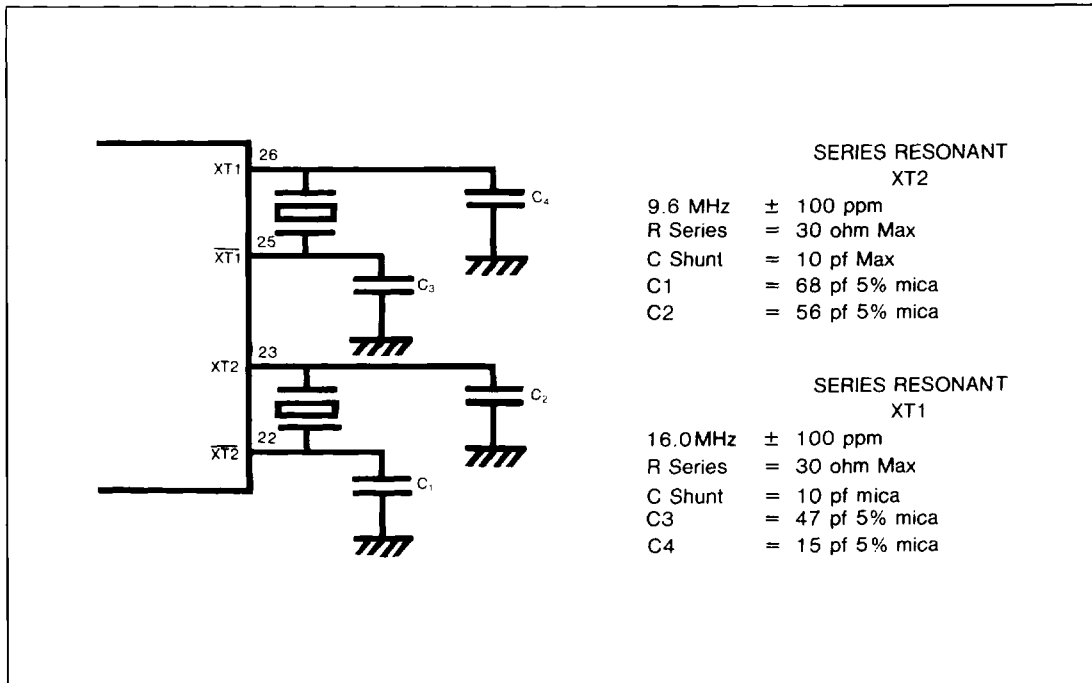 26
XT1
C4
25
X̅T̅1̅
C3
23
XT2
C2
22
X̅T̅2̅
C1
SERIES RESONANT
XT2
9.6 MHz ± 100 ppm
R Series = 30 ohm Max
C Shunt = 10 pf Max
C1 = 68 pf 5% mica
C2 = 56 pf 5% mica
SERIES RESONANT
XT1
16.0MHz ± 100 ppm
R Series = 30 ohm Max
C Shunt = 10 pf mica
C3 = 47 pf 5% mica
C4 = 15 pf 5% mica